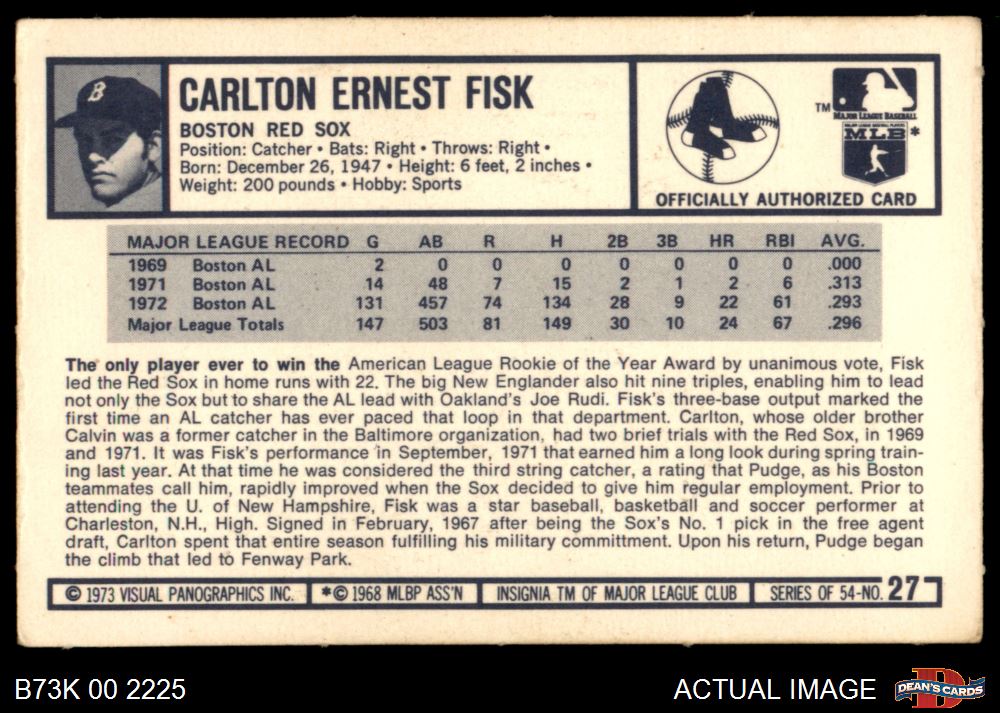 B
CARLTON ERNEST FISK
BOSTON RED SOX
Position: Catcher • Bats: Right • Throws: Right •
Born: December 26, 1947 • Height: 6 feet, 2 inches •
Weight: 200 pounds • Hobby: Sports
TM
MAJOR LEAGUE BASEBALL
MAJOR LEAGUE BASEBALL PLAYERS
MLB*
OFFICIALLY AUTHORIZED CARD
MAJOR LEAGUE RECORD G AB R H 2B 3B HR RBI AVG.
1969 Boston AL 2 0 0 0 0 0 0 0 .000
1971 Boston AL 14 48 7 15 2 1 2 6 .313
1972 Boston AL 131 457 74 134 28 9 22 61 .293
Major League Totals 147 503 81 149 30 10 24 67 .296
The only player ever to win the American League Rookie of the Year Award by unanimous vote, Fisk
led the Red Sox in home runs with 22. The big New Englander also hit nine triples, enabling him to lead
not only the Sox but to share the AL lead with Oakland's Joe Rudi. Fisk's three-base output marked the
first time an AL catcher has ever paced that loop in that department. Carlton, whose older brother
Calvin was a former catcher in the Baltimore organization, had two brief trials with the Red Sox, in 1969
and 1971. It was Fisk's performance in September, 1971 that earned him a long look during spring train-
ing last year. At that time he was considered the third string catcher, a rating that Pudge, as his Boston
teammates call him, rapidly improved when the Sox decided to give him regular employment. Prior to
attending the U. of New Hampshire, Fisk was a star baseball, basketball and soccer performer at
Charleston, N.H., High. Signed in February, 1967 after being the Sox's No. 1 pick in the free agent
draft, Carlton spent that entire season fulfilling his military committment. Upon his return, Pudge began
the climb that led to Fenway Park.
© 1973 VISUAL PANOGRAPHICS INC. *© 1968 MLBP ASS'N INSIGNIA TM OF MAJOR LEAGUE CLUB SERIES OF 54-NO. 27
B73K 00 2225
ACTUAL IMAGE
D
DEAN'S CARDS